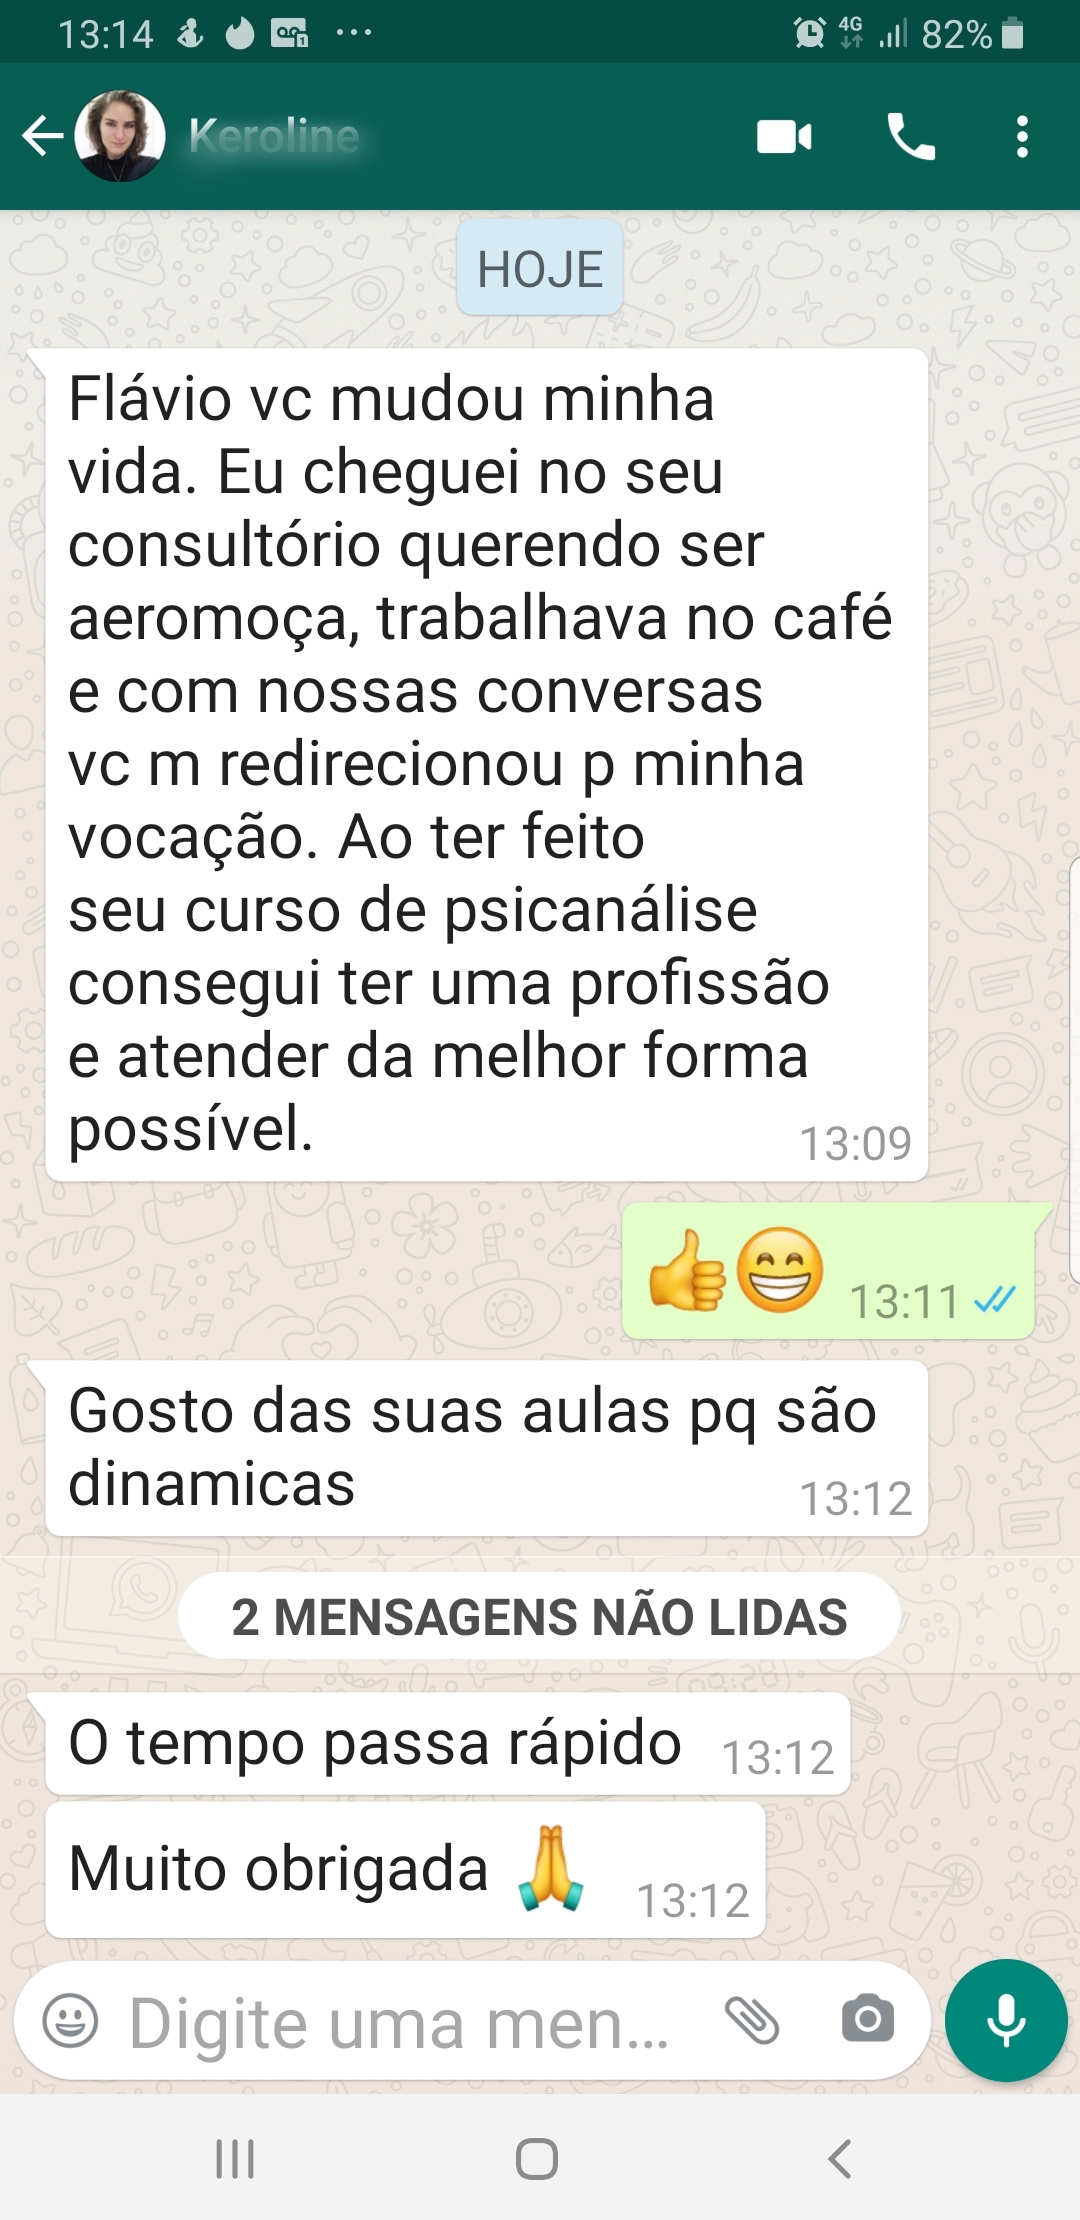 13:14
4G
82%
Keroline
HOJE
Flávio vc mudou minha
vida. Eu cheguei no seu
consultório querendo ser
aeromoça, trabalhava no café
e com nossas conversas
vc m redirecionou p minha
vocação. Ao ter feito
seu curso de psicanálise
consegui ter uma profissão
e atender da melhor forma
possível.
13:09
👍😁 13:11
Gosto das suas aulas pq são
dinamicas
13:12
2 MENSAGENS NÃO LIDAS
O tempo passa rápido 13:12
Muito obrigada 🙏 13:12
Digite uma men...